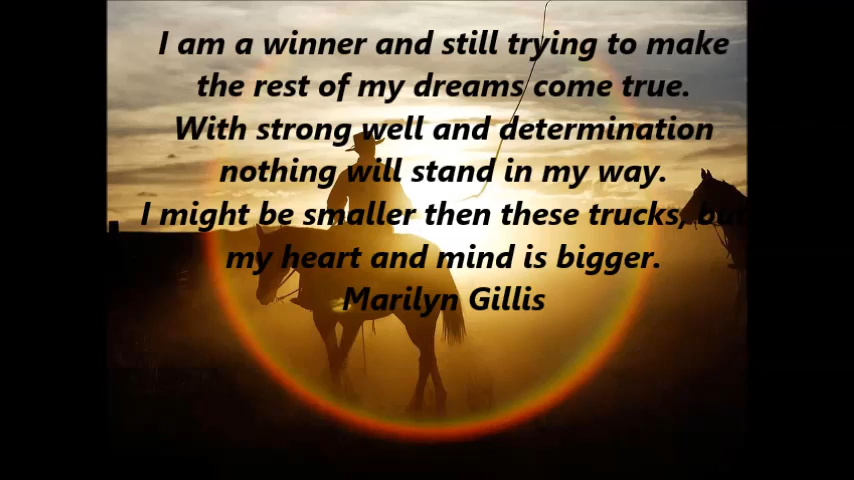 I am a winner and still trying to make
the rest of my dreams come true.
With strong well and determination
nothing will stand in my way.
I might be smaller then these trucks, but
my heart and mind is bigger.
Marilyn Gillis